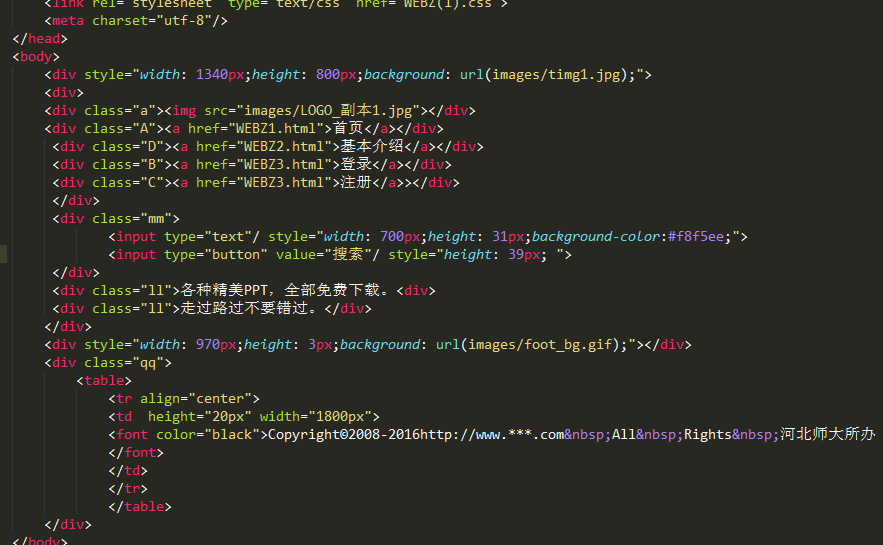 <link rel="stylesheet" type="text/css" href="WEBZ(1).css">
<meta charset="utf-8"/>
</head>
<body>
<div style="width: 1340px;height: 800px;background: url(images/timg1.jpg);">
<div>
<div class="a"><img src="images/LOGO_副本1.jpg"></div>
<div class="A"><a href="WEBZ1.html">首页</a></div>
<div class="D"><a href="WEBZ2.html">基本介绍</a></div>
<div class="B"><a href="WEBZ3.html">登录</a></div>
<div class="C"><a href="WEBZ3.html">注册</a>></div>
</div>
<div class="mm">
<input type="text"/ style="width: 700px;height: 31px;background-color:#f8f5ee;">
<input type="button" value="搜索"/ style="height: 39px; ">
</div>
<div class="ll">各种精美PPT，全部免费下载。<div>
<div class="ll">走过路过不要错过。</div>
</div>
<div style="width: 970px;height: 3px;background: url(images/foot_bg.gif);"></div>
<div class="qq">
<table>
<tr align="center">
<td  height="20px" width="1800px">
<font color="black">Copyright©2008-2016http://www.***.com&nbsp;All&nbsp;Rights&nbsp;河北师大所办
</font>
</td>
</tr>
</table>
</div>
</body>